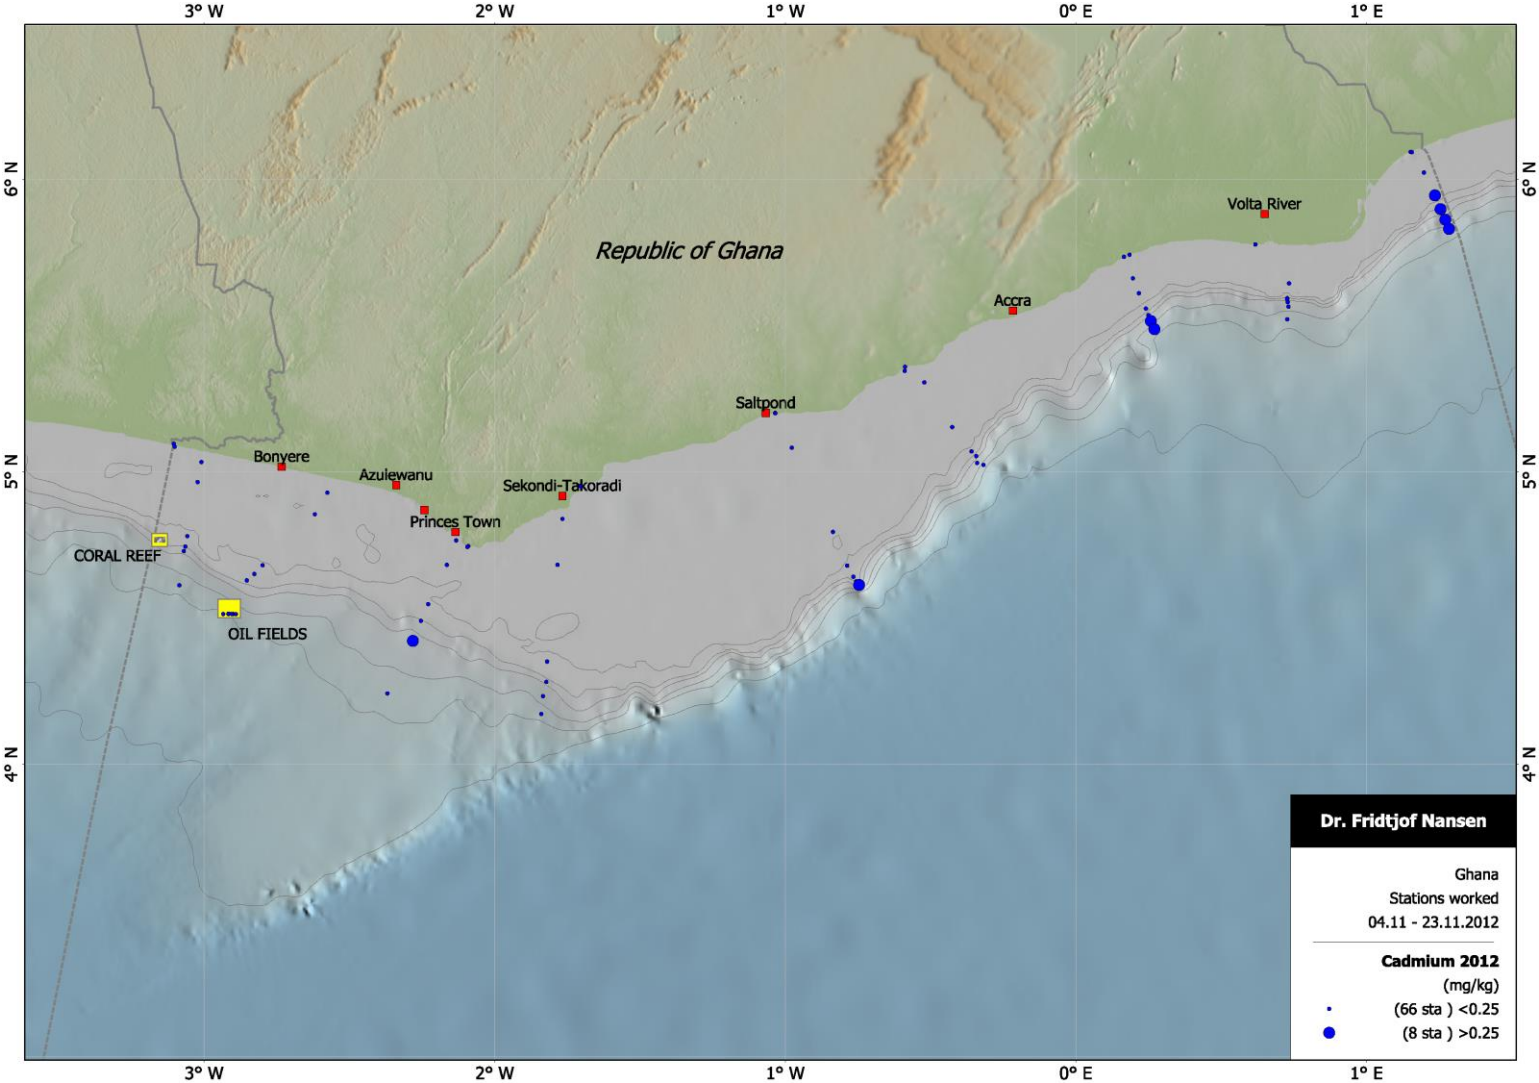 3° W
2° W
1° W
0° E
1° E
6° N
6° N
Volta River
Republic of Ghana
Accra
Saltpond
5° N
5° N
Bonyere
Azulewanu
Sekondi-Takoradi
Princes Town
CORAL REEF
OIL FIELDS
4° N
4° N
Dr. Fridtjof Nansen
Ghana
Stations worked
04.11 - 23.11.2012
Cadmium 2012
(mg/kg)
(66 sta ) <0.25
(8 sta ) >0.25
3° W
2° W
1° W
0° E
1° E